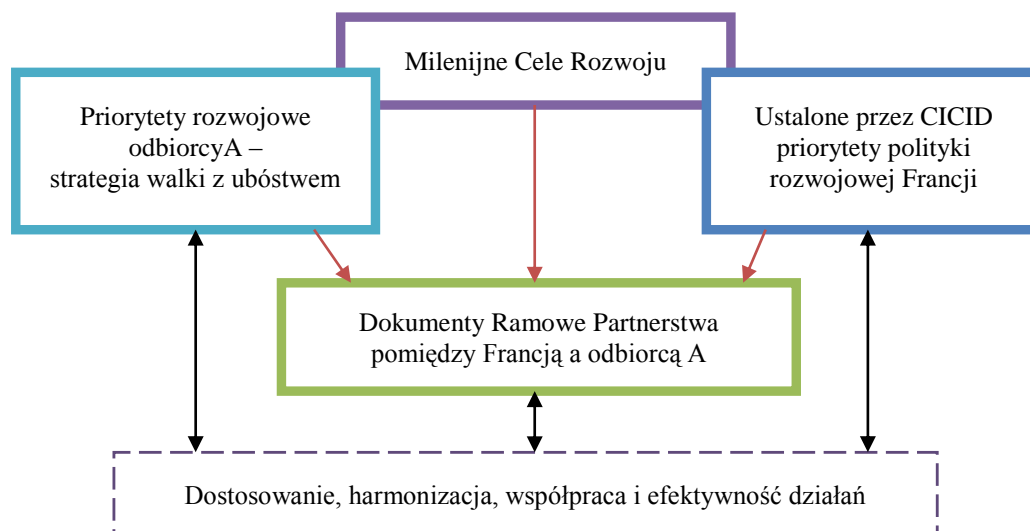 Milenijne Cele Rozwoju
Priorytety rozwojowe
odbiorcyA –
strategia walki z ubóstwem
Ustalone przez CICID
priorytety polityki
rozwojowej Francji
Dokumenty Ramowe Partnerstwa
pomiędzy Francją a odbiorcą A
Dostosowanie, harmonizacja, współpraca i efektywność działań